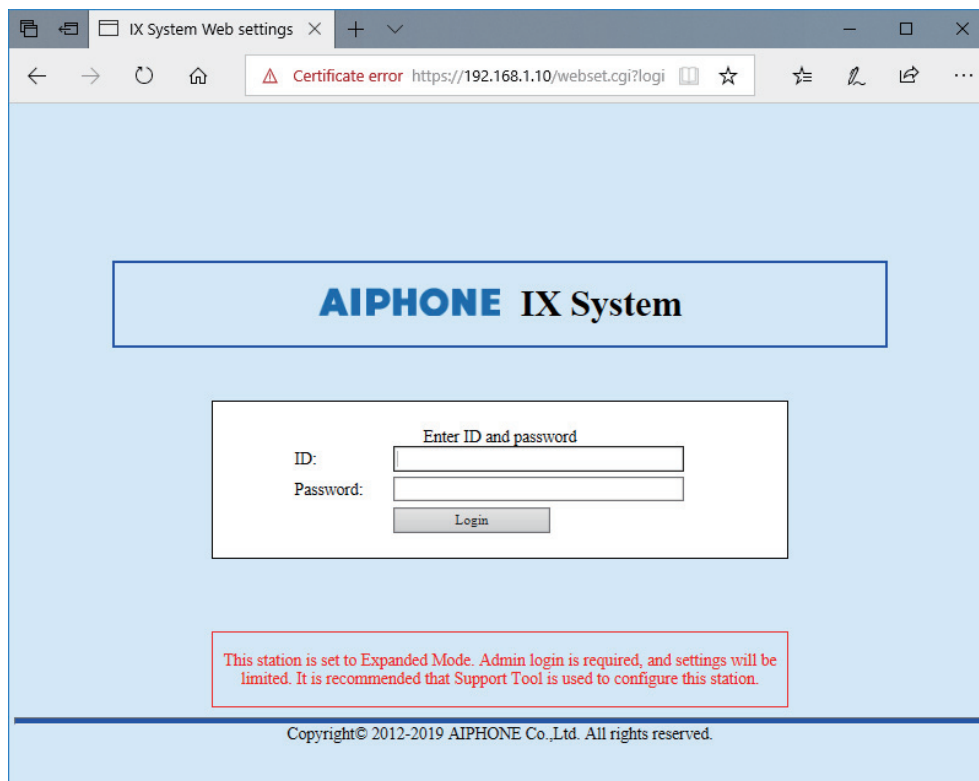 IX System Web settings
Certificate error https://192.168.1.10/webset.cgi?logi
AIPHONE IX System
Enter ID and password
ID:
Password:
Login
This station is set to Expanded Mode. Admin login is required, and settings will be
limited. It is recommended that Support Tool is used to configure this station.
Copyright© 2012-2019 AIPHONE Co.,Ltd. All rights reserved.